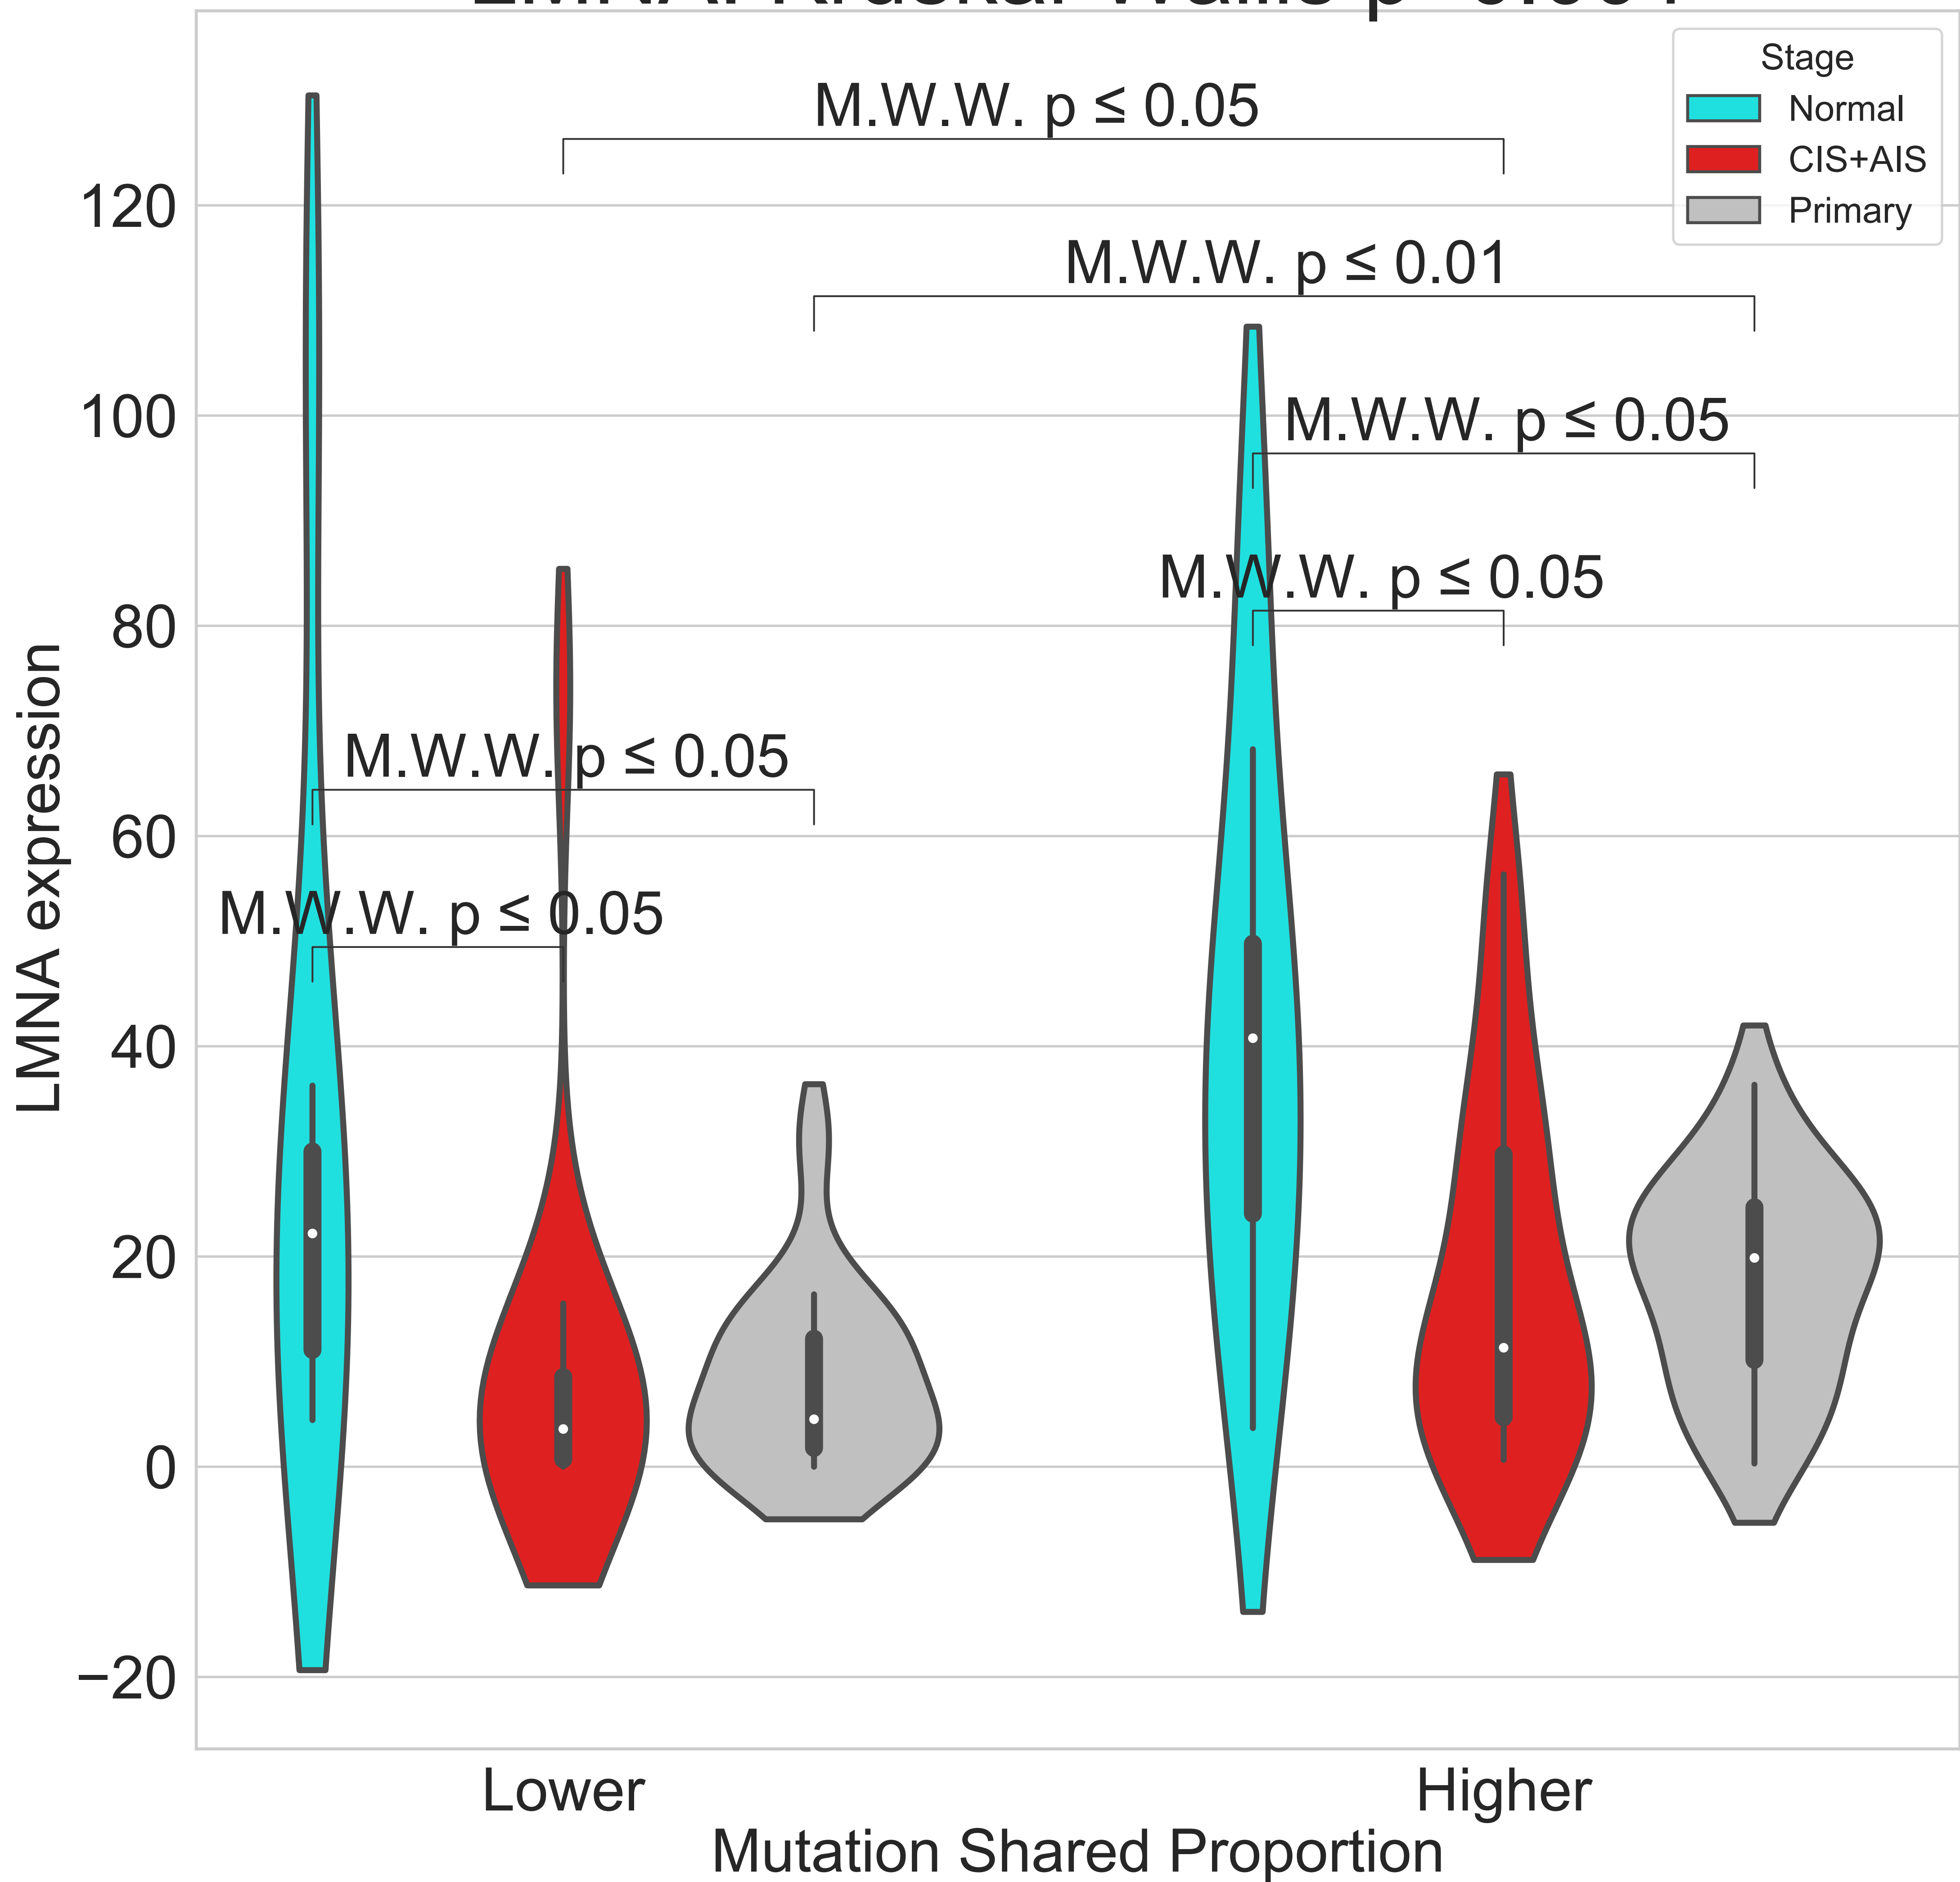 Stage
Normal
CIS+AIS
Primary
M.W.W. p ≤ 0.05
M.W.W. p ≤ 0.01
M.W.W. p ≤ 0.05
M.W.W. p ≤ 0.05
M.W.W. p ≤ 0.05
M.W.W. p ≤ 0.05
120
100
80
60
40
20
0
−20
LMNA expression
Lower
Higher
Mutation Shared Proportion